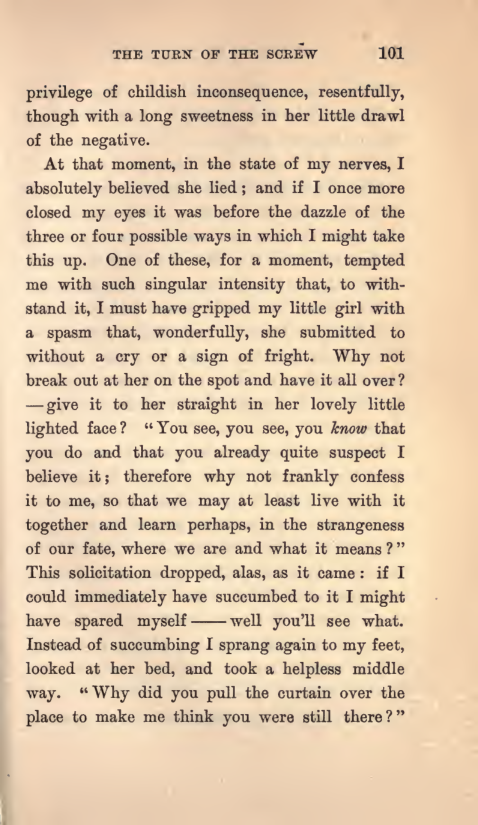 THE TURN OF THE SCREW 101
privilege of childish inconsequence, resentfully,
though with a long sweetness in her little drawl
of the negative.
At that moment, in the state of my nerves, I
absolutely believed she lied; and if I once more
closed my eyes it was before the dazzle of the
three or four possible ways in which I might take
this up. One of these, for a moment, tempted
me with such singular intensity that, to with-
stand it, I must have gripped my little girl with
a spasm that, wonderfully, she submitted to
without a cry or a sign of fright. Why not
break out at her on the spot and have it all over?
—give it to her straight in her lovely little
lighted face? "You see, you see, you know that
you do and that you already quite suspect I
believe it; therefore why not frankly confess
it to me, so that we may at least live with it
together and learn perhaps, in the strangeness
of our fate, where we are and what it means?"
This solicitation dropped, alas, as it came: if I
could immediately have succumbed to it I might
have spared myself——well you'll see what.
Instead of succumbing I sprang again to my feet,
looked at her bed, and took a helpless middle
way. "Why did you pull the curtain over the
place to make me think you were still there?"